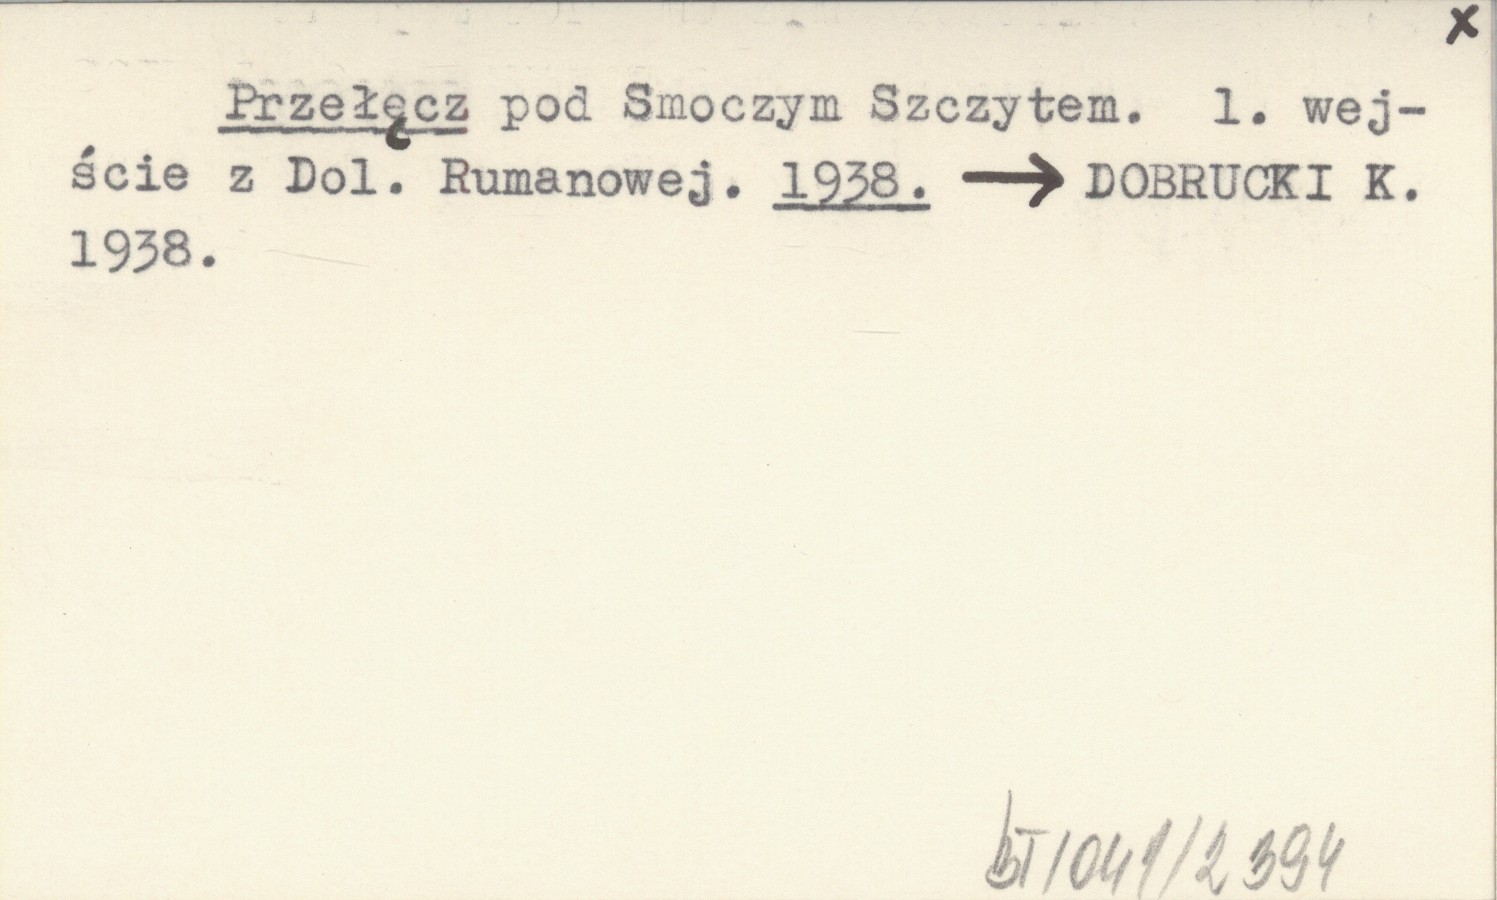 x
Przełęcz pod Smoczym Szczytem. 1. wej-
ście z Dol. Rumanowej. 1938. → DOBRUCKI K.
1938.
bT/041/2 394